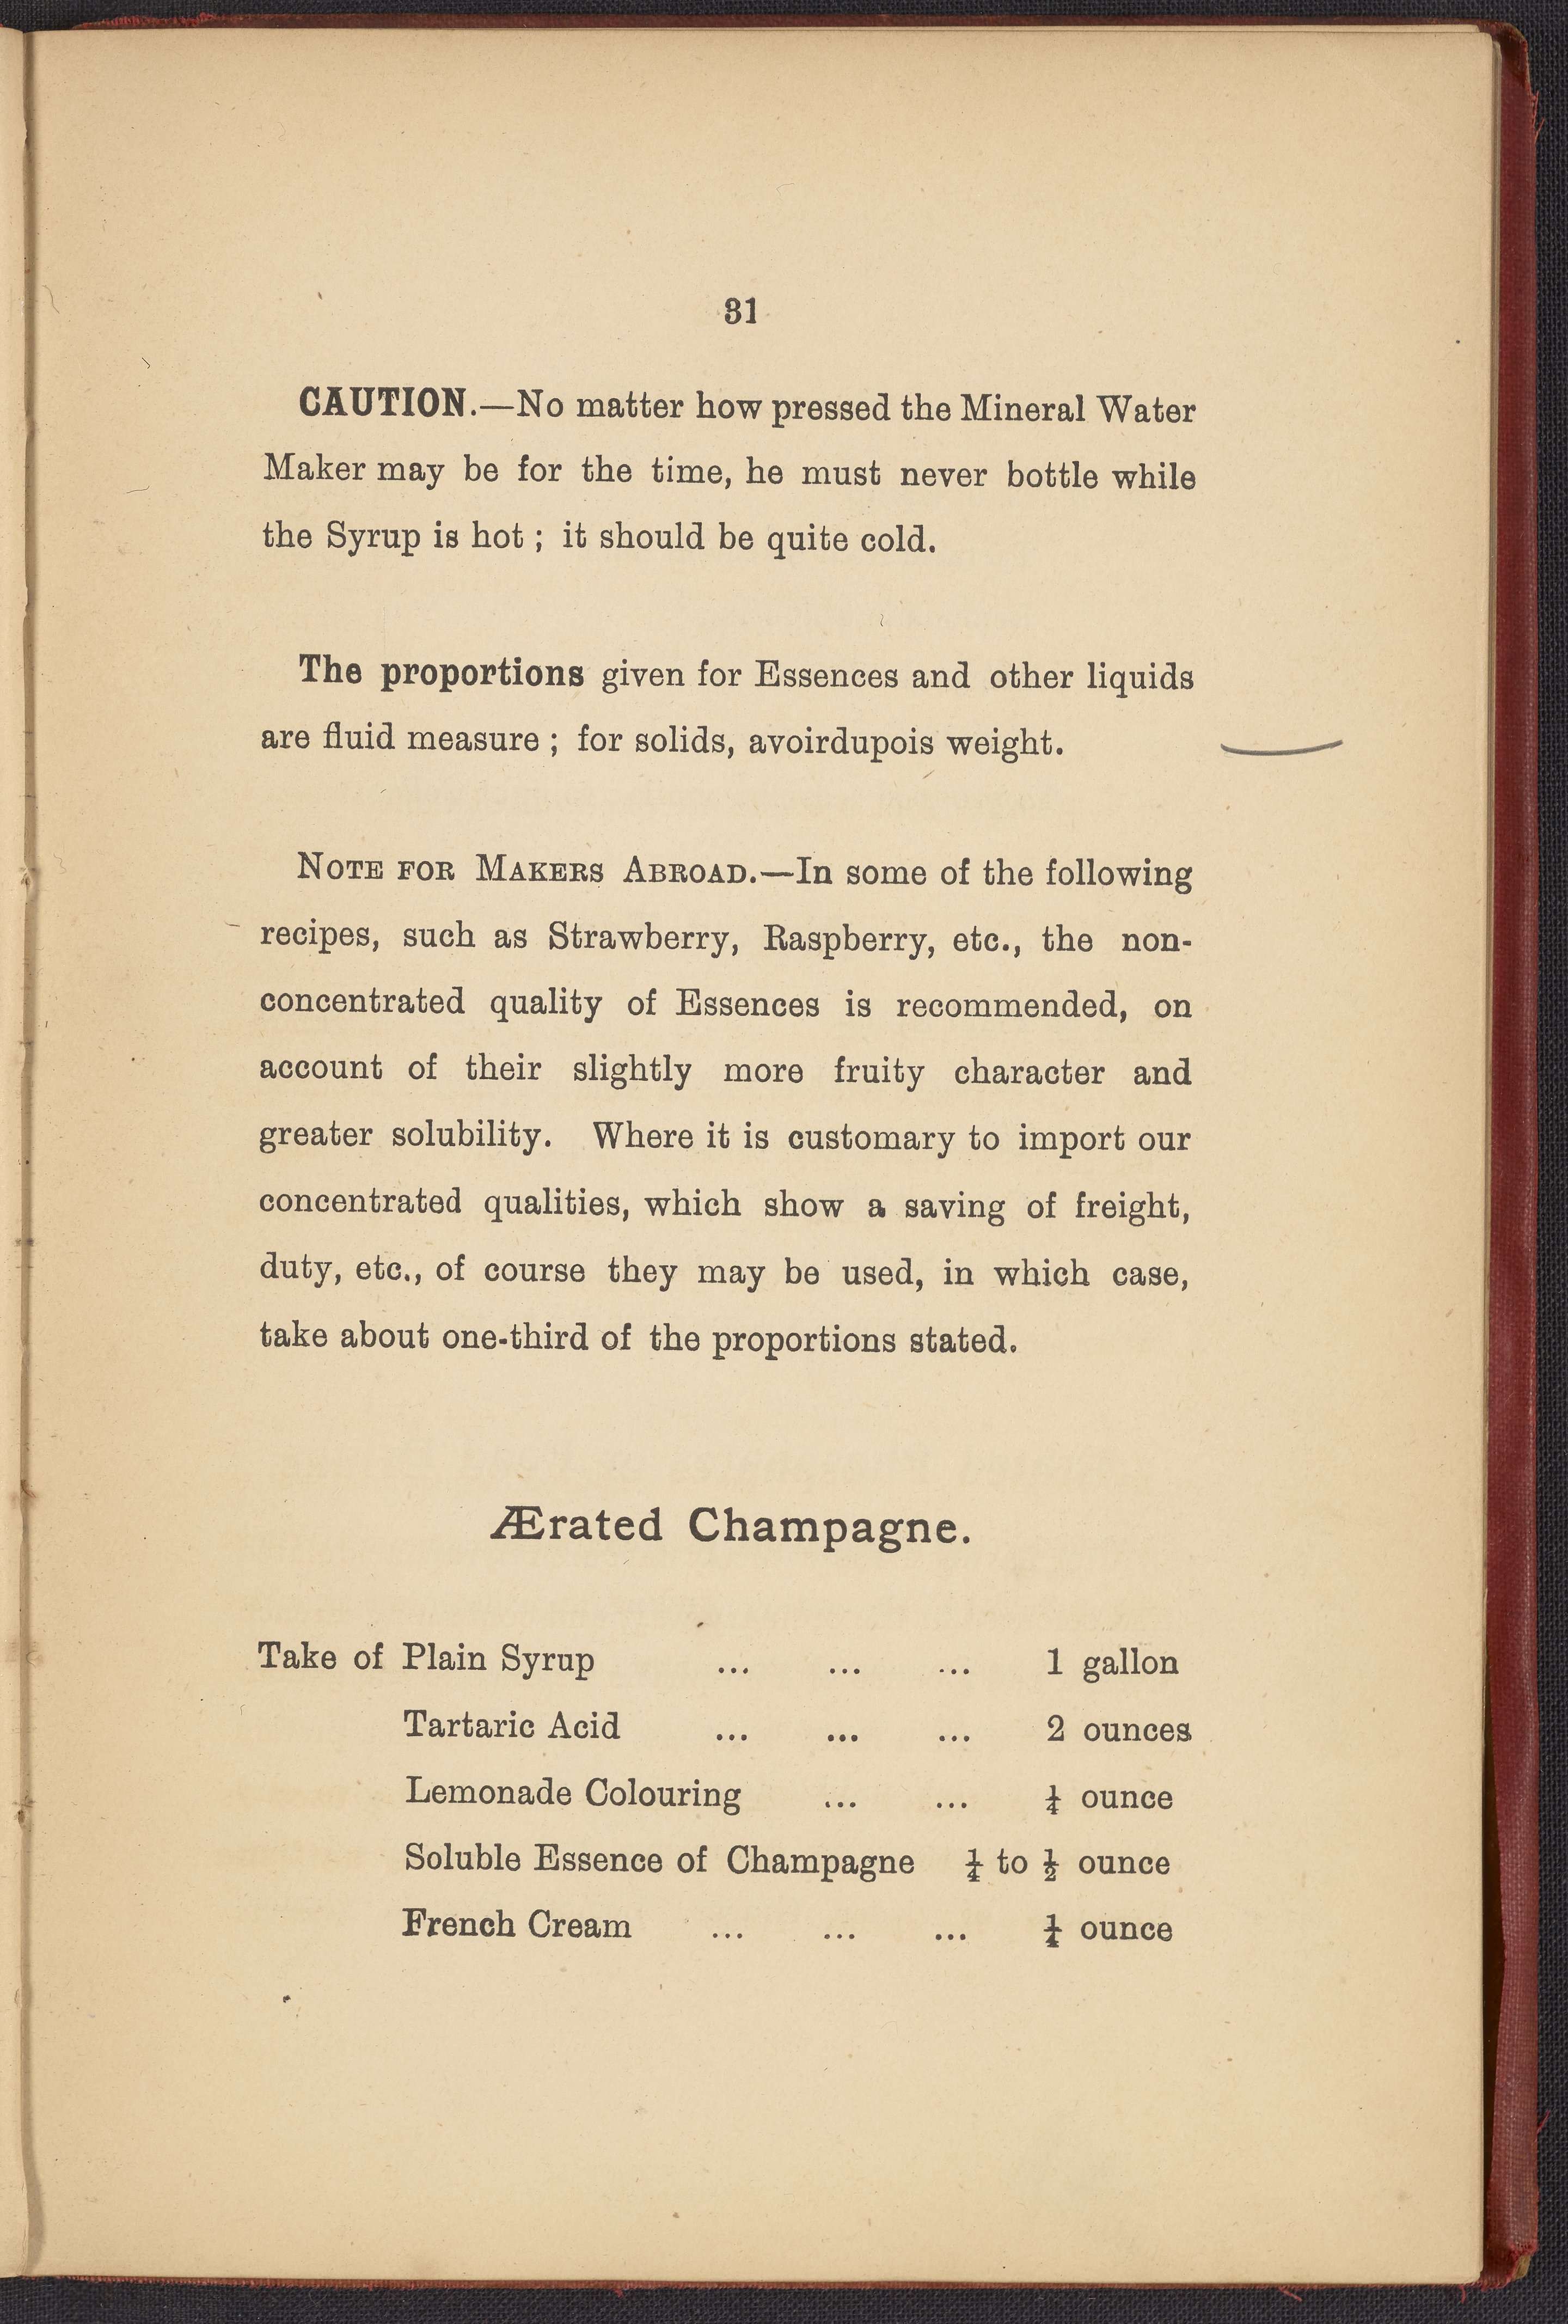 31
CAUTION.—No matter how pressed the Mineral Water
Maker may be for the time, he must never bottle while
the Syrup is hot ; it should be quite cold.
The proportions given for Essences and other liquids
are fluid measure ; for solids, avoirdupois weight.
NOTE FOR MAKERS ABROAD.—In some of the following
recipes, such as Strawberry, Raspberry, etc., the non-
concentrated quality of Essences is recommended, on
account of their slightly more fruity character and
greater solubility. Where it is customary to import our
concentrated qualities, which show a saving of freight,
duty, etc., of course they may be used, in which case,
take about one-third of the proportions stated.
Ærated Champagne.
Take of Plain Syrup ... ... ... 1 gallon
Tartaric Acid ... ... ... 2 ounces
Lemonade Colouring ... ... ¼ ounce
Soluble Essence of Champagne ¼ to ½ ounce
French Cream ... ... ... ¼ ounce